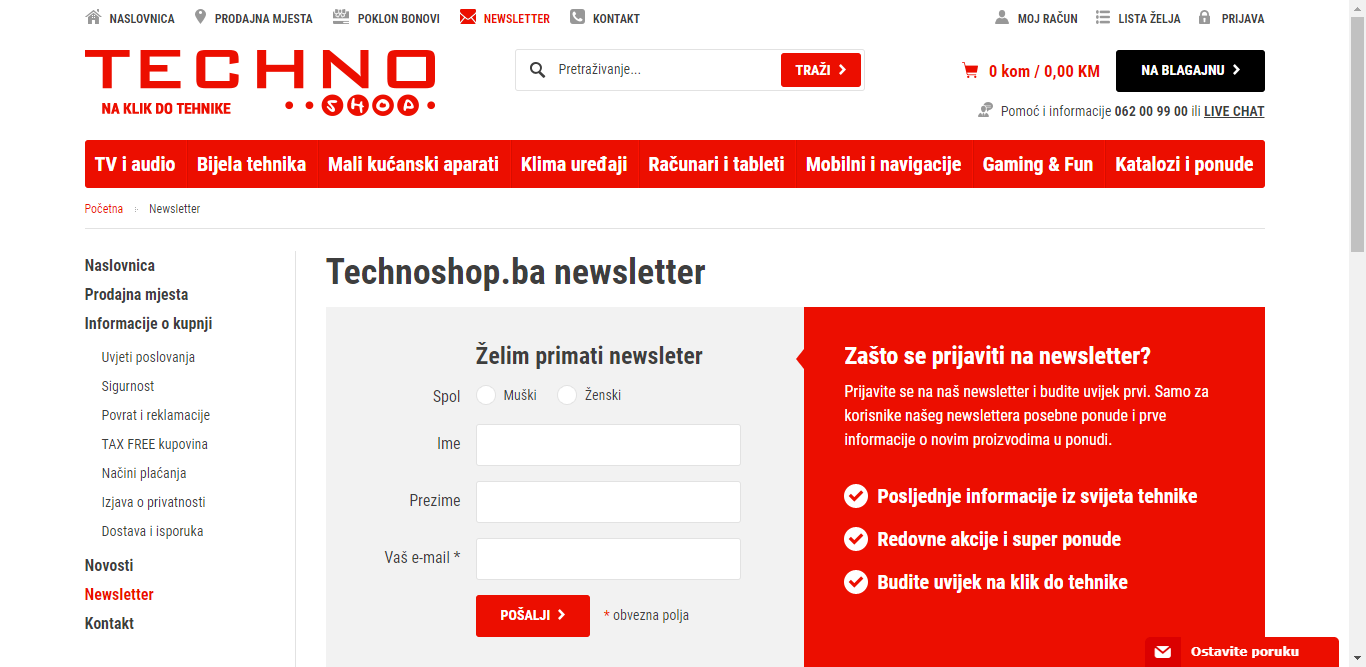 NASLOVNICA PRODAJNA MJESTA POKLON BONOVI NEWSLETTER KONTAKT MOJ RAČUN LISTA ŽELJA PRIJAVA
TECHNO
NA KLIK DO TEHNIKE SHOP
Pretraživanje... TRAŽI
0 kom / 0,00 KM NA BLAGAJNU
Pomoć i informacije 062 00 99 00 ili LIVE CHAT
TV i audio Bijela tehnika Mali kućanski aparati Klima uređaji Računari i tableti Mobilni i navigacije Gaming & Fun Katalozi i ponude
Početna Newsletter
Naslovnica
Prodajna mjesta
Informacije o kupnji
Uvjeti poslovanja
Sigurnost
Povrat i reklamacije
TAX FREE kupovina
Načini plaćanja
Izjava o privatnosti
Dostava i isporuka
Novosti
Newsletter
Kontakt
Technoshop.ba newsletter
Želim primati newsleter
Spol Muški Ženski
Ime
Prezime
Vaš e-mail *
POŠALJI * obvezna polja
Zašto se prijaviti na newsletter?
Prijavite se na naš newsletter i budite uvijek prvi. Samo za
korisnike našeg newslettera posebne ponude i prve
informacije o novim proizvodima u ponudi.
Posljednje informacije iz svijeta tehnike
Redovne akcije i super ponude
Budite uvijek na klik do tehnike
Ostavite poruku